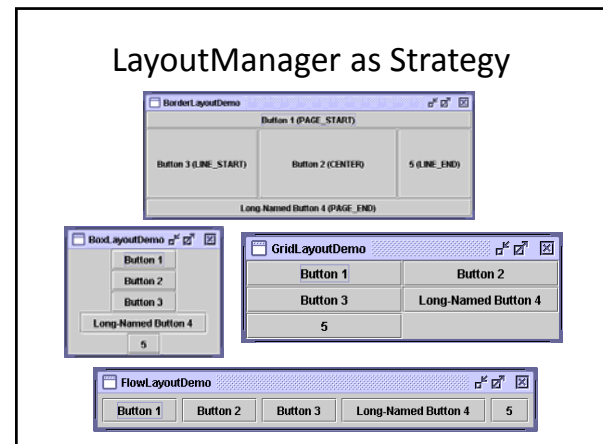 LayoutManager as Strategy
BorderLayoutDemo
Button 1 (PAGE_START)
Button 3 (LINE_START) Button 2 (CENTER) 5 (LINE_END)
Long-Named Button 4 (PAGE_END)
BoxLayoutDemo
Button 1
Button 2
Button 3
Long-Named Button 4
5
GridLayoutDemo
Button 1 Button 2
Button 3 Long-Named Button 4
5
FlowLayoutDemo
Button 1 Button 2 Button 3 Long-Named Button 4 5